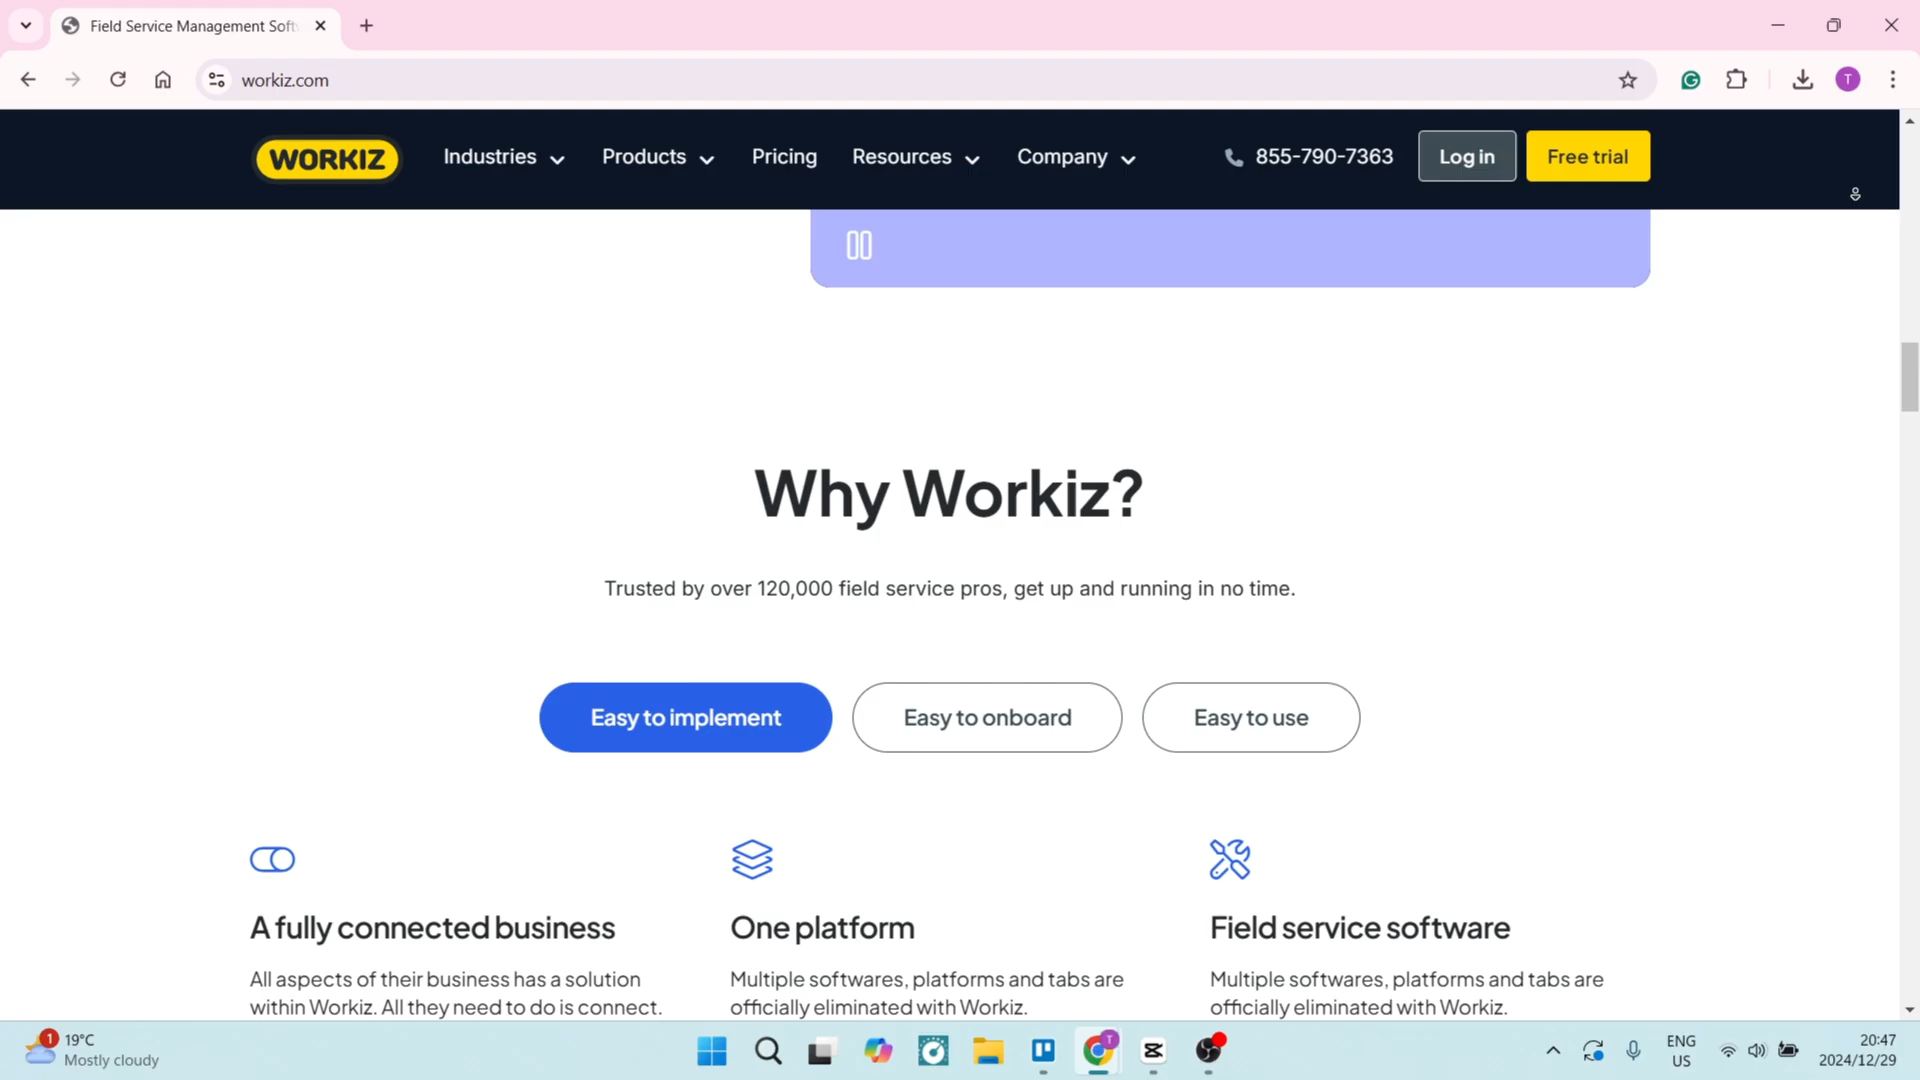 Field Service Management Soft
workiz.com
T
WORKIZ
Industries
Products
Pricing
Resources
Company
855-790-7363
Log in
Free trial
Why Workiz?
Trusted by over 120,000 field service pros, get up and running in no time.
Easy to implement
Easy to onboard
Easy to use
A fully connected business
All aspects of their business has a solution
within Workiz. All they need to do is connect.
One platform
Multiple softwares, platforms and tabs are
officially eliminated with Workiz.
Field service software
Multiple softwares, platforms and tabs are
officially eliminated with Workiz.
1
19°C
Mostly cloudy
T
ENG
US
20:47
2024/12/29